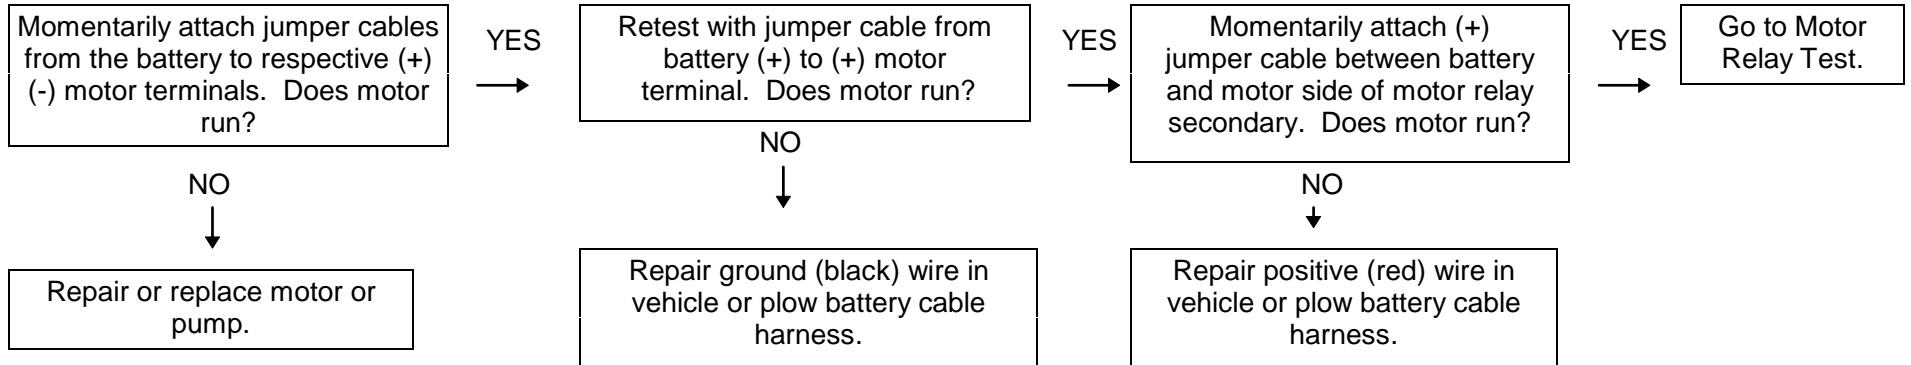 Momentarily attach jumper cables
from the battery to respective (+)
(-) motor terminals.  Does motor
run?
YES
Retest with jumper cable from
battery (+) to (+) motor
terminal.  Does motor run?
YES
Momentarily attach (+)
jumper cable between battery
and motor side of motor relay
secondary.  Does motor run?
YES
Go to Motor
Relay Test.
NO
NO
NO
Repair or replace motor or
pump.
Repair ground (black) wire in
vehicle or plow battery cable
harness.
Repair positive (red) wire in
vehicle or plow battery cable
harness.